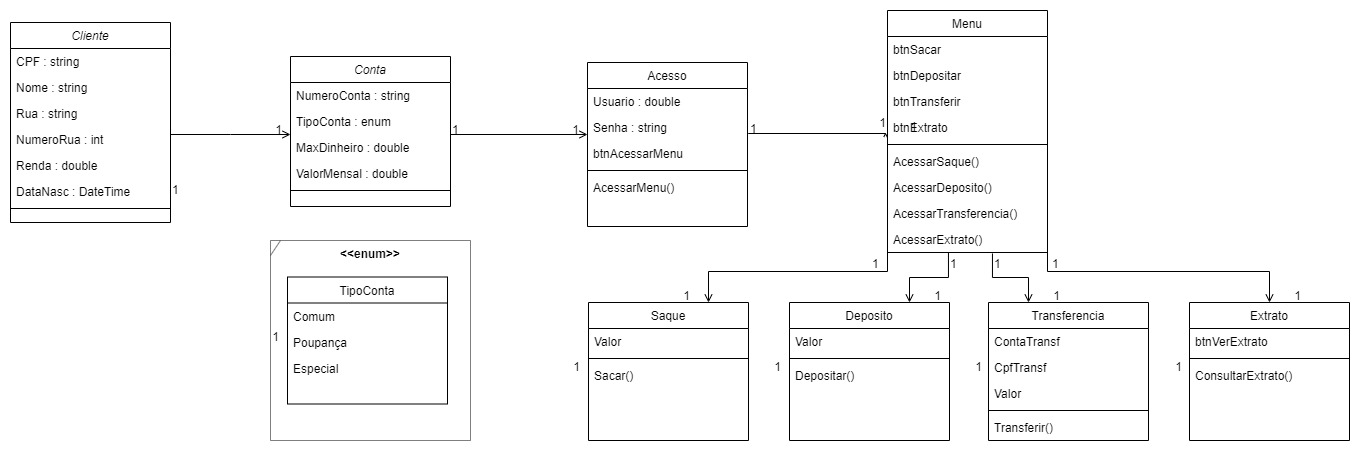 Cliente
CPF : string
Nome : string
Rua : string
NumeroRua : int
Renda : double
DataNasc : DateTime
1
1
Conta
NumeroConta : string
TipoConta : enum
MaxDinheiro : double
ValorMensal : double
1
1
<<enum>>
TipoConta
Comum
Poupança
Especial
1
Acesso
Usuario : double
Senha : string
btnAcessarMenu
AcessarMenu()
1
1
Menu
btnSacar
btnDepositar
btnTransferir
btnExtrato
1
AcessarSaque()
AcessarDeposito()
AcessarTransferencia()
AcessarExtrato()
1
1
1
1
1
1
1
1
Saque
Valor
Sacar()
1
Deposito
Valor
Depositar()
1
Transferencia
ContaTransf
CpfTransf
Valor
Transferir()
1
Extrato
btnVerExtrato
ConsultarExtrato()
1